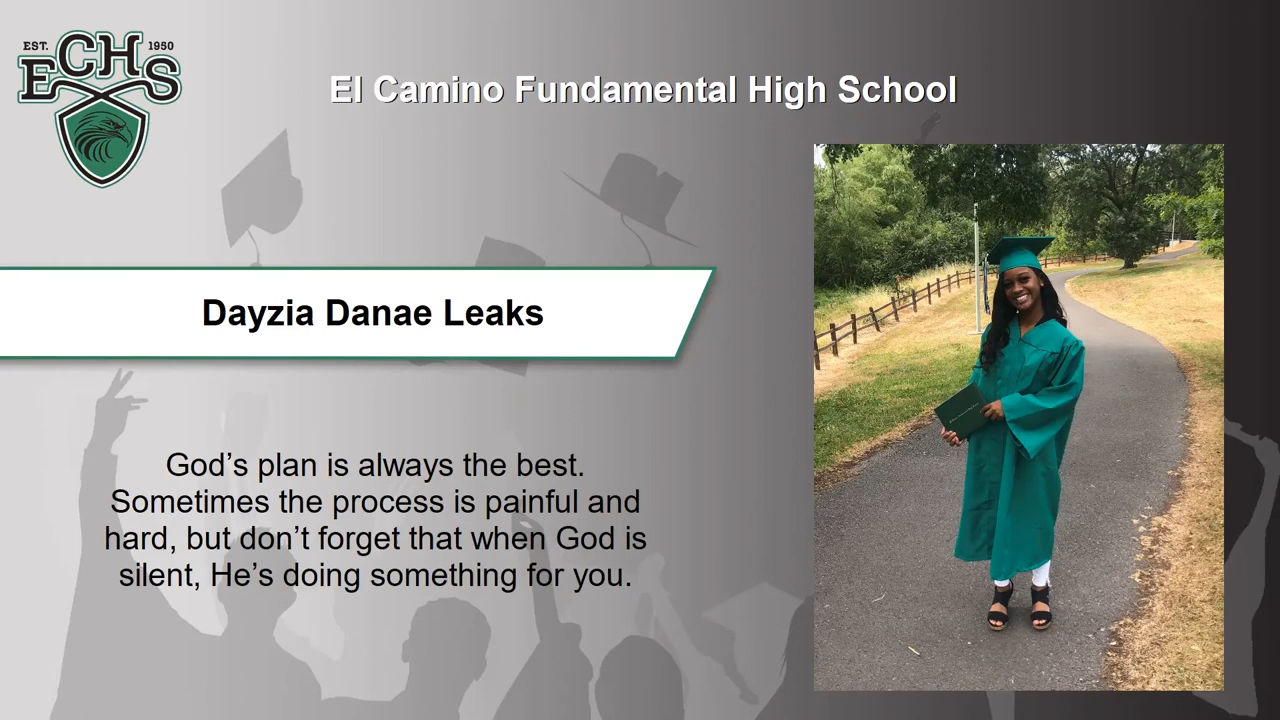 EST. 1950
ECHS
El Camino Fundamental High School
Dayzia Danae Leaks
God’s plan is always the best.
Sometimes the process is painful and
hard, but don’t forget that when God is
silent, He’s doing something for you.